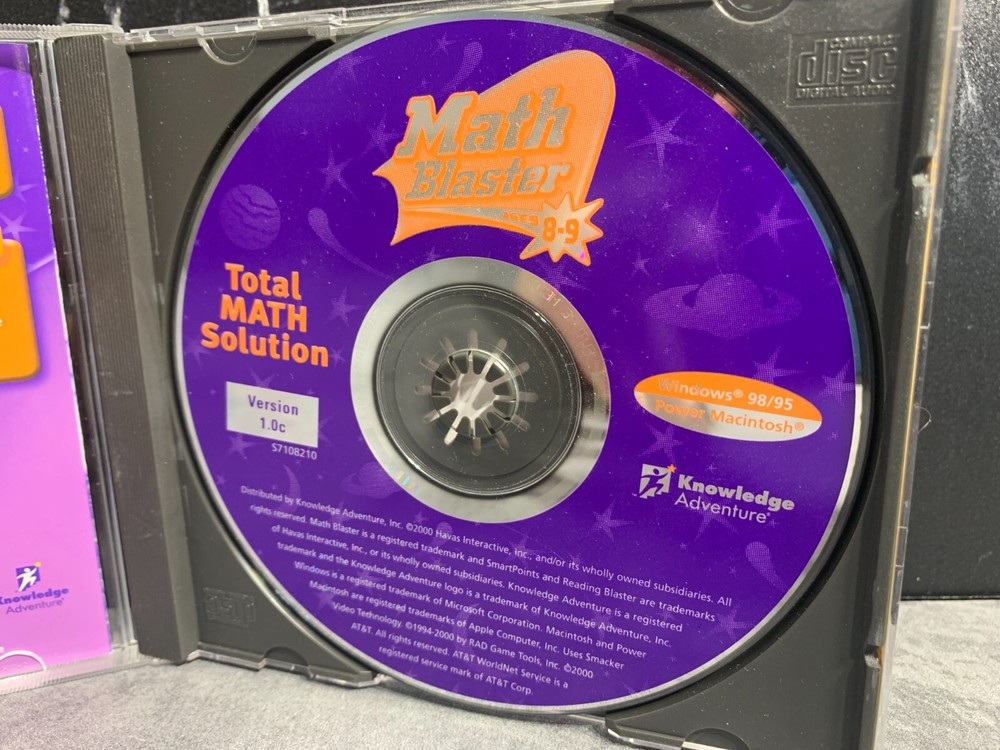 COMPACT
disc
DIGITAL AUDIO
Math
Blaster
AGES 8-9
Total
MATH
Solution
Version
1.0c
S7108210
Windows® 98/95
Power Macintosh®
Knowledge
Adventure®
Distributed by Knowledge Adventure, Inc. ©2000 Havas Interactive, Inc., and/or its wholly owned subsidiaries. All
rights reserved. Math Blaster is a registered trademark and SmartPoints and Reading Blaster are trademarks
of Havas Interactive, Inc., or its wholly owned subsidiaries. Knowledge Adventure is a registered
trademark and the Knowledge Adventure logo is a trademark of Knowledge Adventure, Inc.
Windows is a registered trademark of Microsoft Corporation. Macintosh and Power
Macintosh are registered trademarks of Apple Computer, Inc. Uses Smacker
Video Technology. ©1994-2000 by RAD Game Tools, Inc. ©2000
AT&T. All rights reserved. AT&T WorldNet Service is a
registered service mark of AT&T Corp.
Knowledge
Adventure®
disc